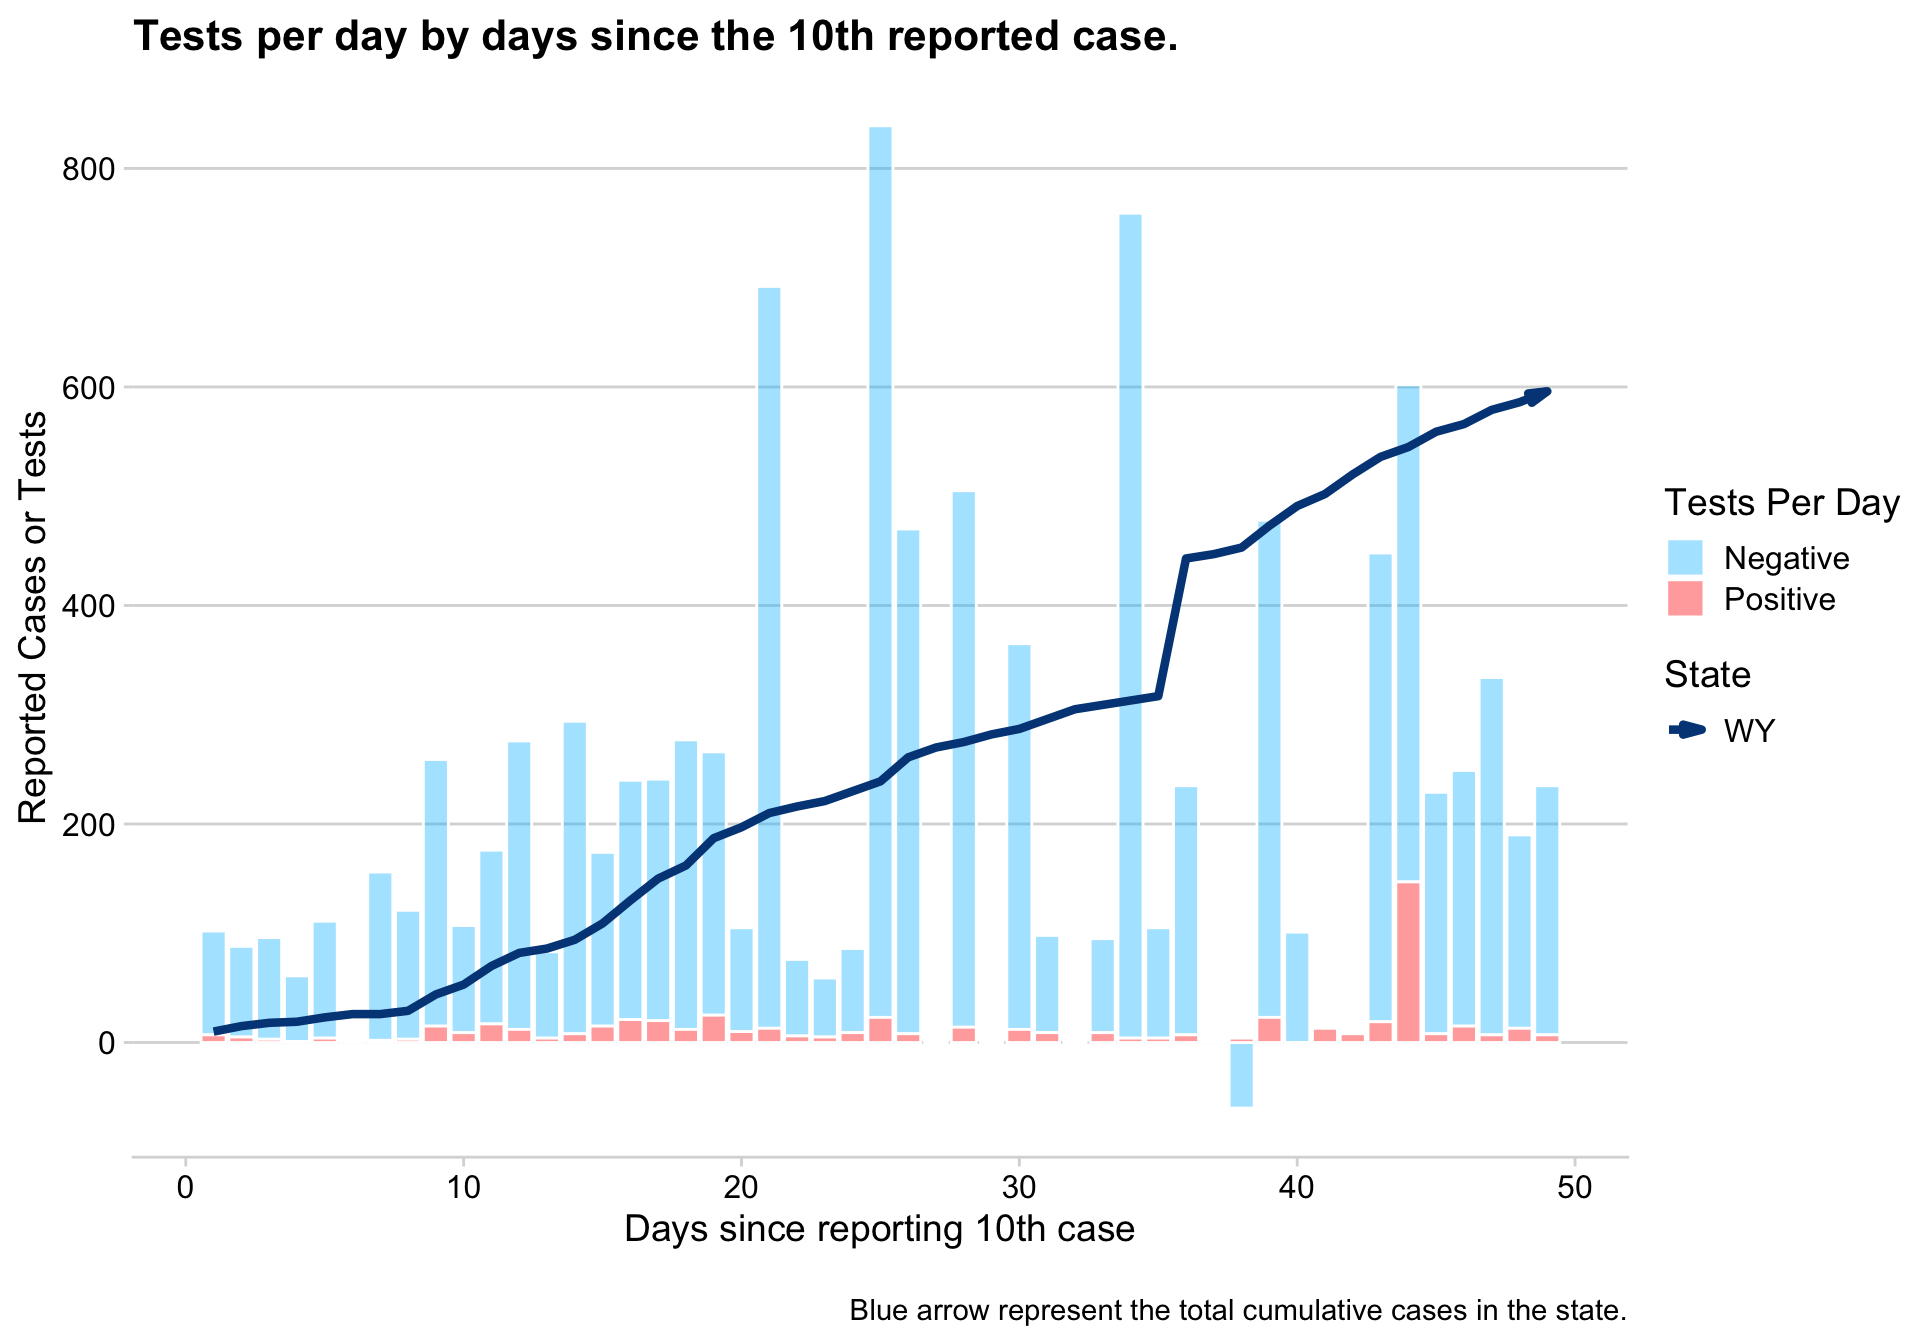 Tests per day by days since the 10th reported case.
800
600
400
200
0
Reported Cases or Tests
0 10 20 30 40 50
Days since reporting 10th case
Tests Per Day
Negative
Positive
State
WY
Blue arrow represent the total cumulative cases in the state.